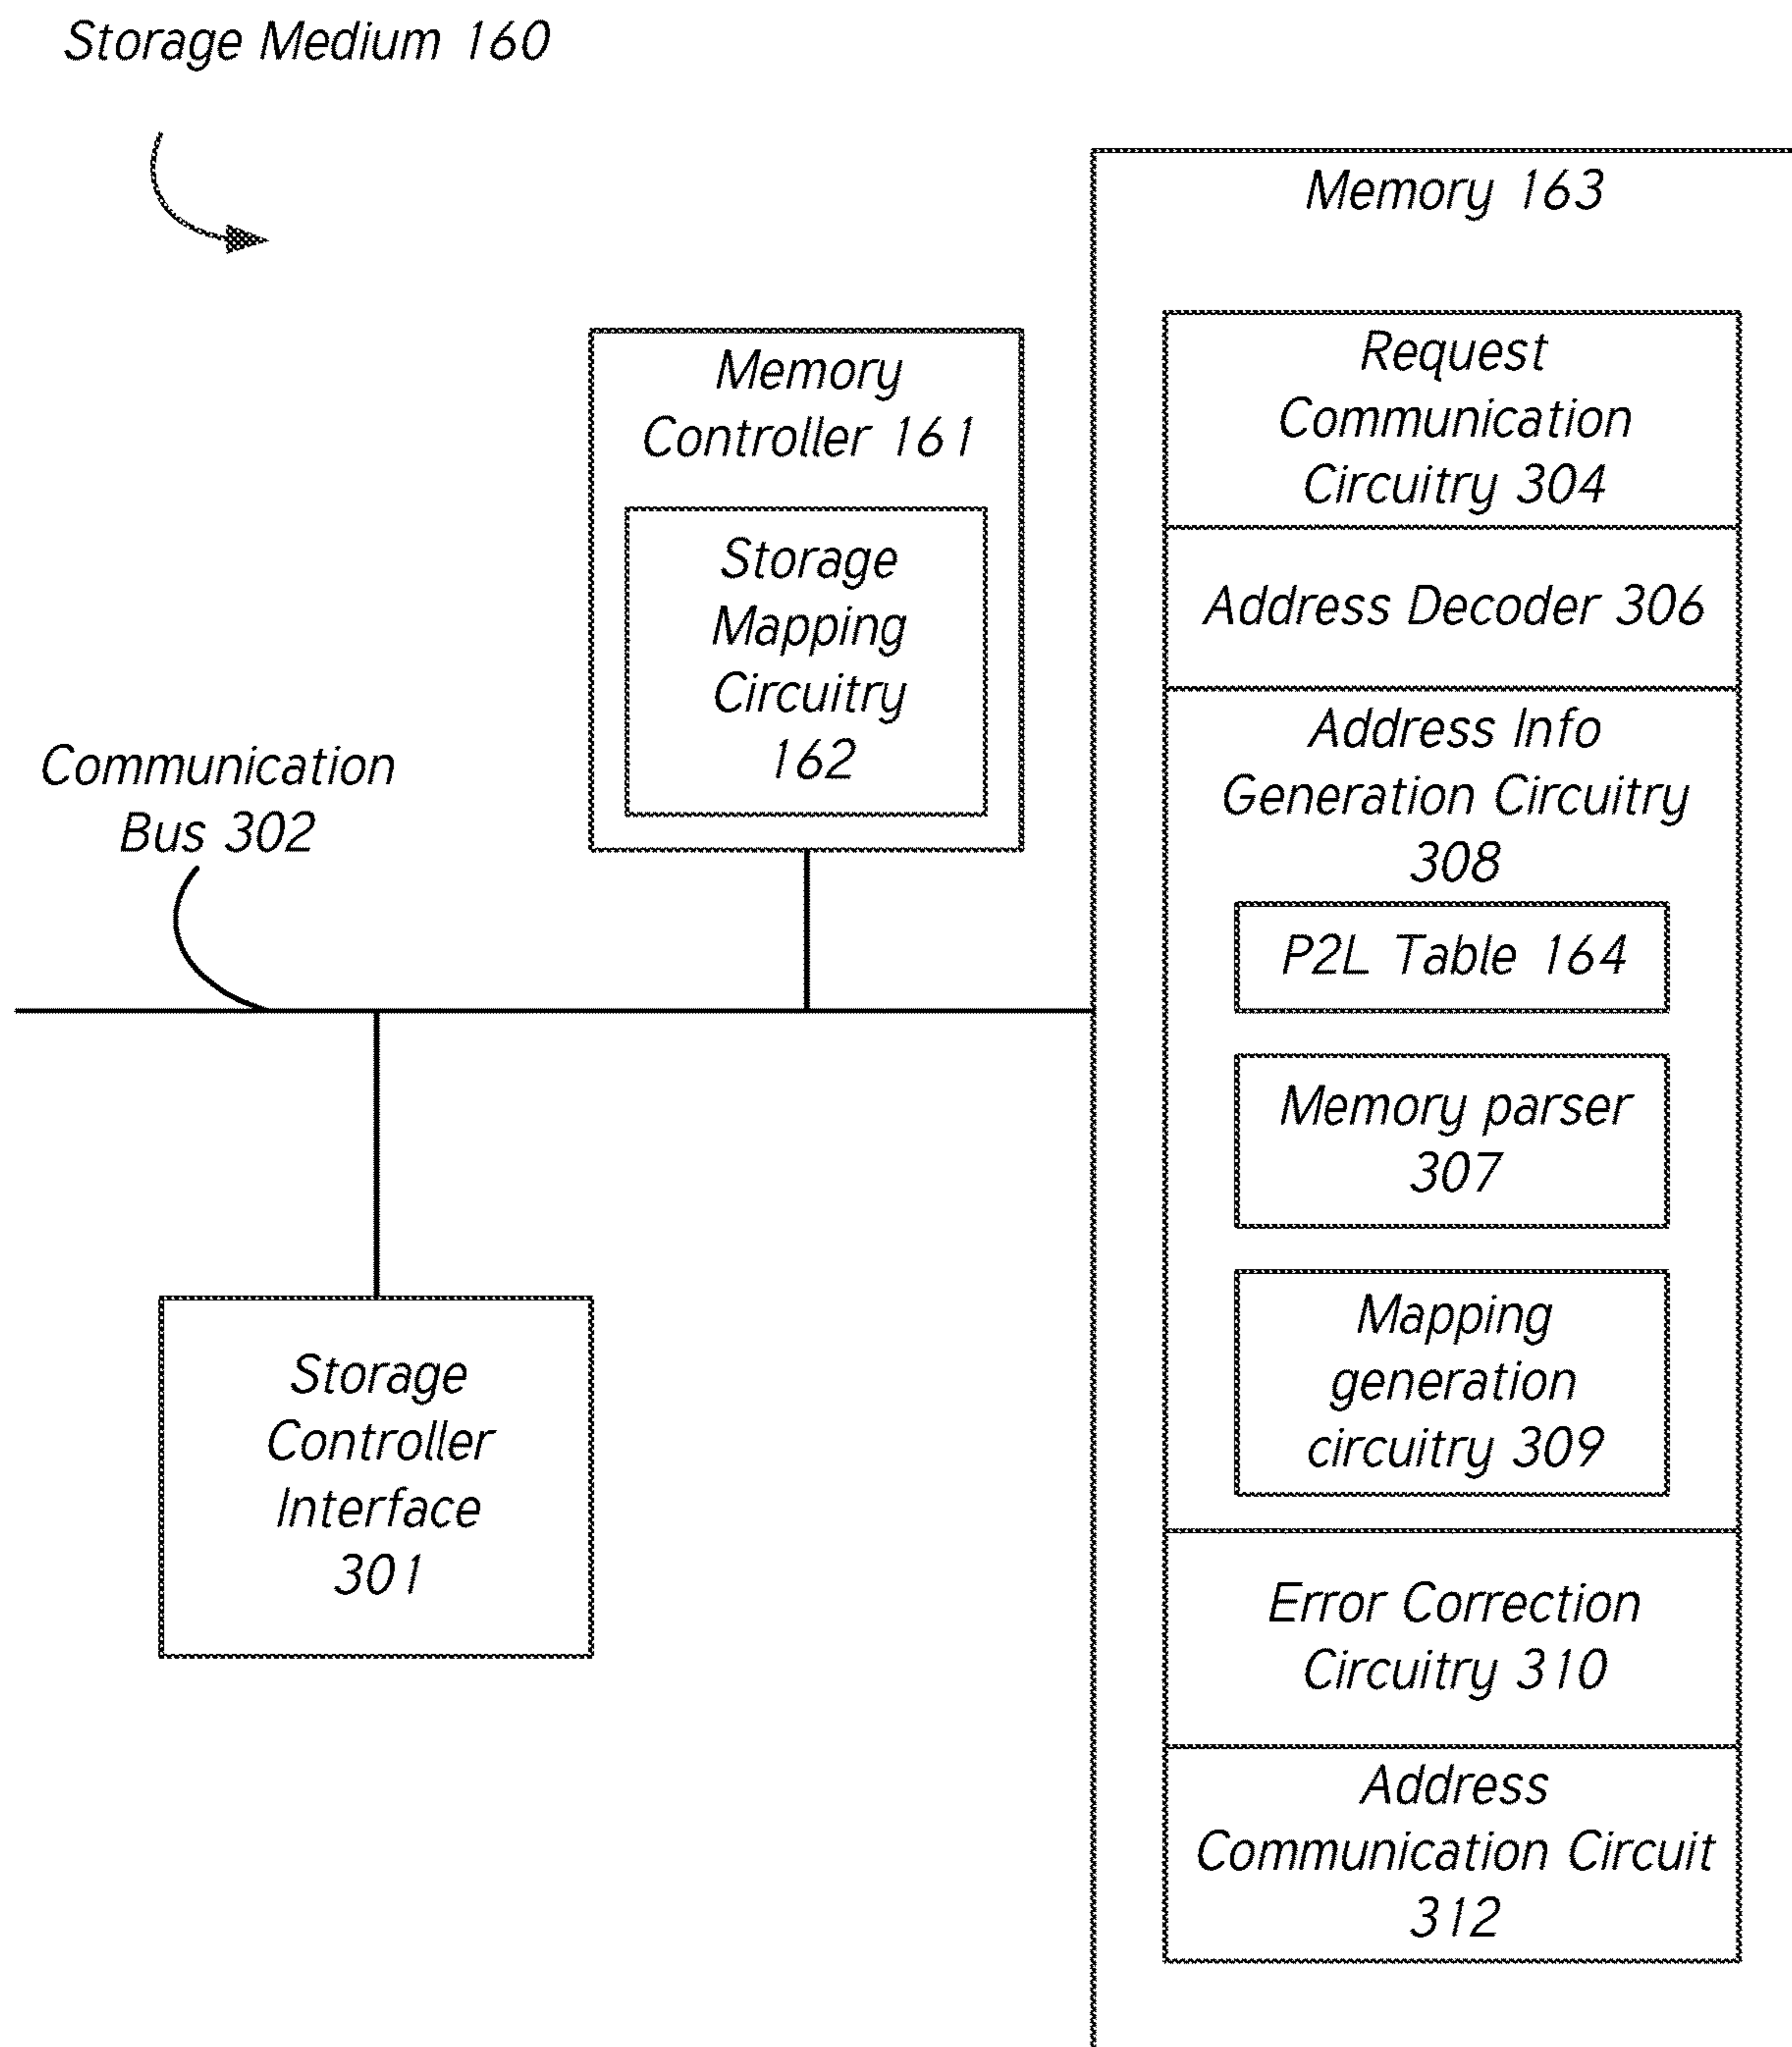 Storage Medium 160
Memory 163
Request
Communication
Circuitry 304
Memory
Controller 161
Storage
Mapping
Circuitry
162
Address Decoder 306
Address Info
Generation Circuitry
308
Communication
Bus 302
P2L Table 164
Memory parser
307
Mapping
generation
circuitry 309
Storage
Controller
Interface
301
Error Correction
Circuitry 310
Address
Communication Circuit
312